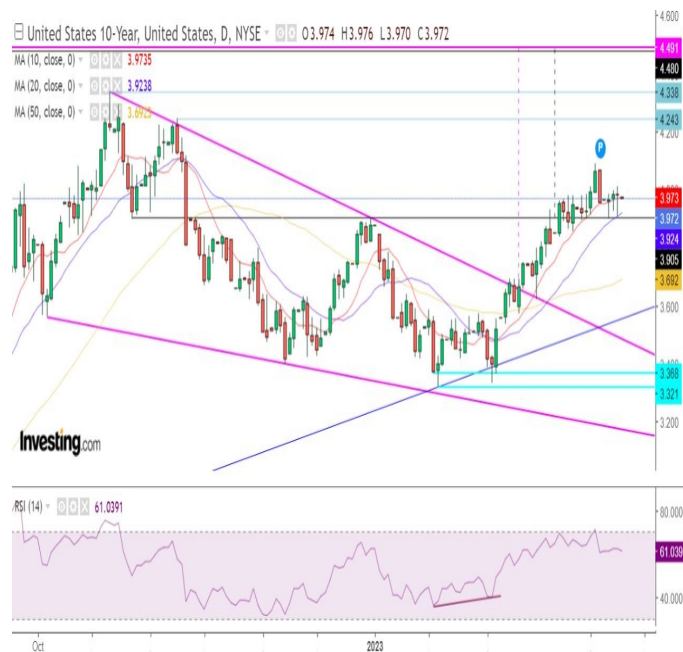 United States 10-Year, United States, D, NYSE O3.974 H3.976 L3.970 C3.972
MA (10, close, 0) 3.9735
MA (20, close, 0) 3.9238
MA (50, close, 0) 3.6923
4.600
4.491
4.480
4.338
4.243
4.200
P
3.973
3.972
3.924
3.905
3.692
3.600
3.368
3.321
3.200
Investing.com
RSI (14) 61.0391
80.000
61.039
40.000
Oct
2023